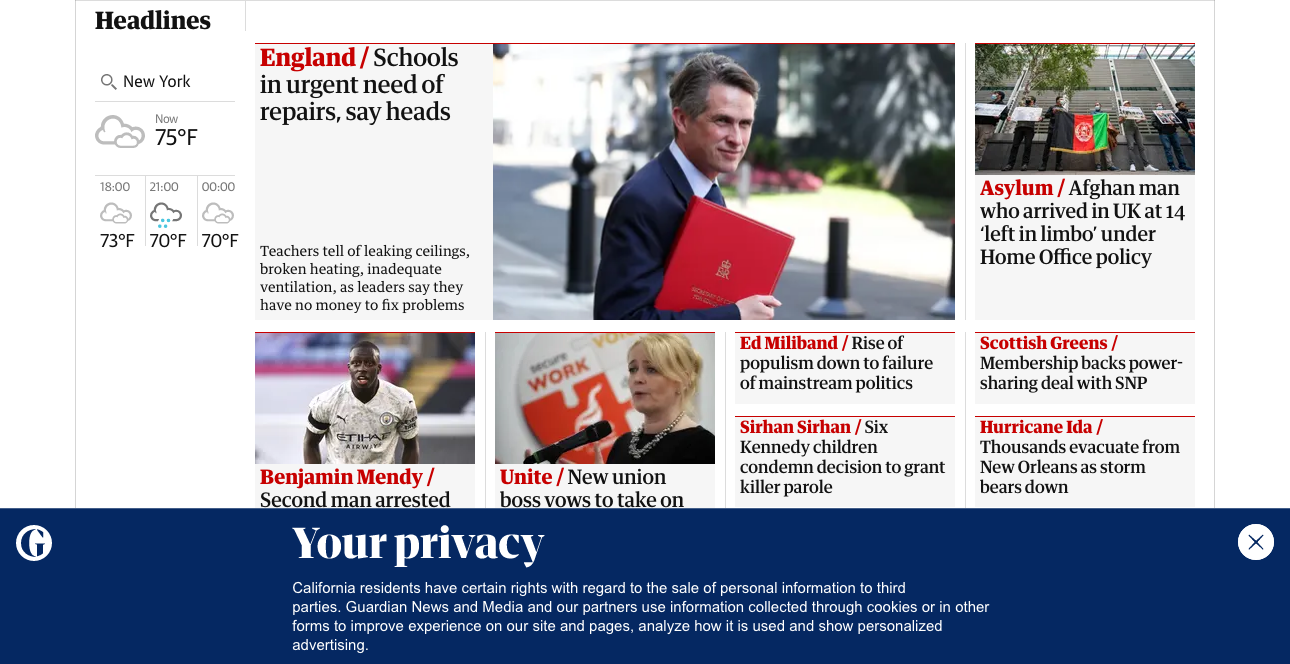 Headlines
New York
Now
75°F
18:00
21:00
00:00
73°F
70°F
70°F
England / Schools
in urgent need of
repairs, say heads
Teachers tell of leaking ceilings,
broken heating, inadequate
ventilation, as leaders say they
have no money to fix problems
Asylum / Afghan man
who arrived in UK at 14
‘left in limbo’ under
Home Office policy
ETIHAD
AIRWAYS
Benjamin Mendy /
Second man arrested
secure
WORK
Unite / New union
boss vows to take on
Ed Miliband / Rise of
populism down to failure
of mainstream politics
Sirhan Sirhan / Six
Kennedy children
condemn decision to grant
killer parole
Scottish Greens /
Membership backs power-
sharing deal with SNP
Hurricane Ida /
Thousands evacuate from
New Orleans as storm
bears down
G
Your privacy
California residents have certain rights with regard to the sale of personal information to third
parties. Guardian News and Media and our partners use information collected through cookies or in other
forms to improve experience on our site and pages, analyze how it is used and show personalized
advertising.